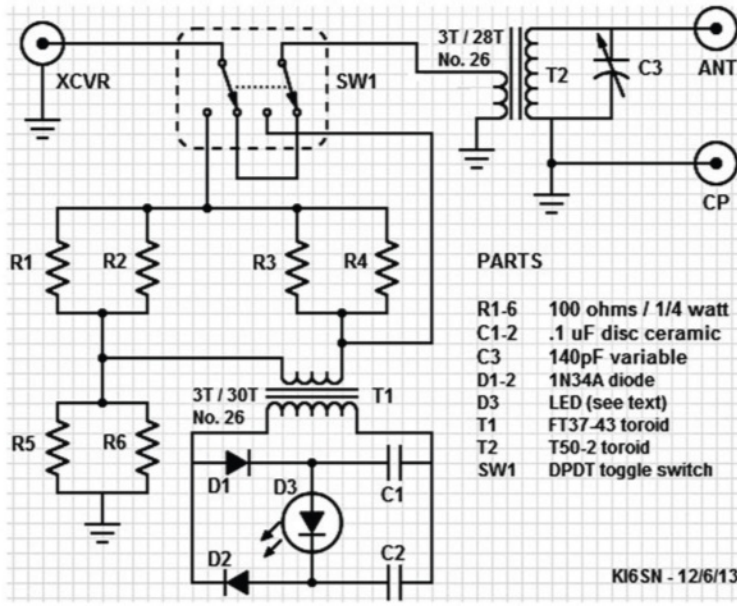 3T / 28T
No. 26
T2
C3
ANT
XCVR
SW1
CP
R1
R2
R3
R4
3T / 30T
No. 26
T1
R5
R6
D1
D3
C1
D2
C2
PARTS
R1-6 100 ohms / 1/4 watt
C1-2 .1 uF disc ceramic
C3 140pF variable
D1-2 1N34A diode
D3 LED (see text)
T1 FT37-43 toroid
T2 T50-2 toroid
SW1 DPDT toggle switch
KI6SN - 12/6/13